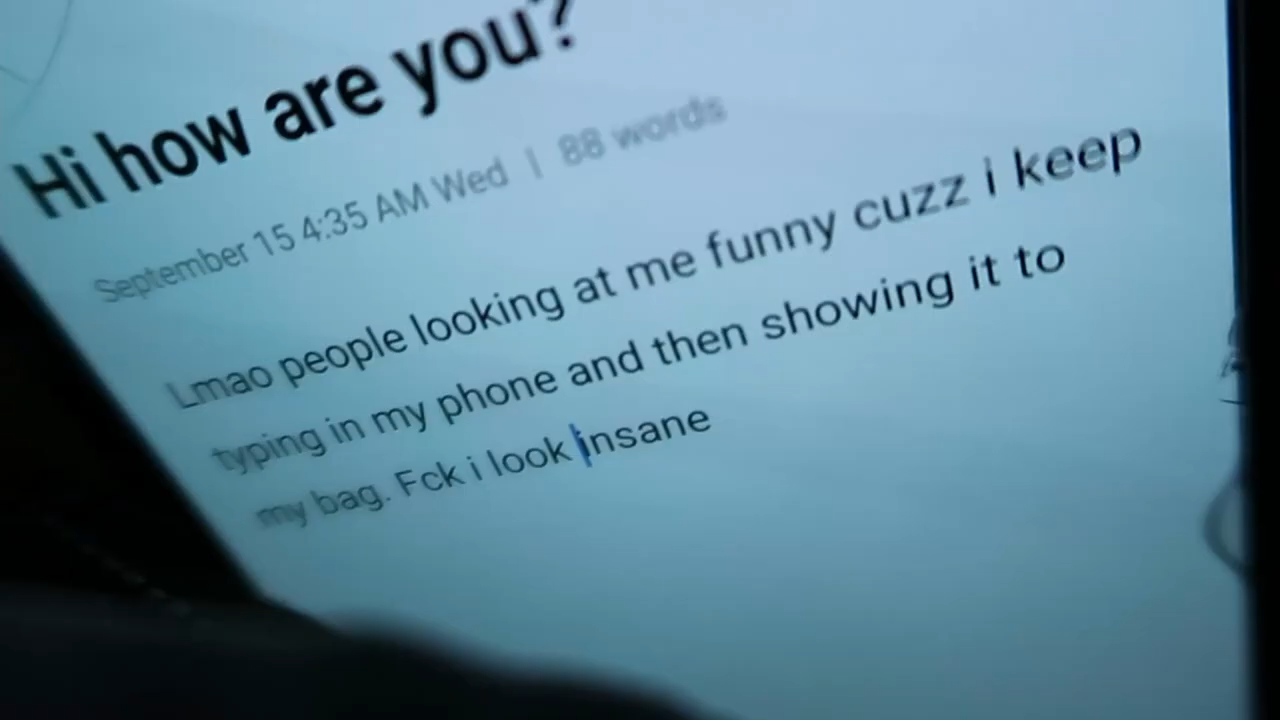 Hi how are you?
September 15 4:35 AM Wed | 88 words
Lmao people looking at me funny cuzz i keep
typing in my phone and then showing it to
my bag. Fck i look insane